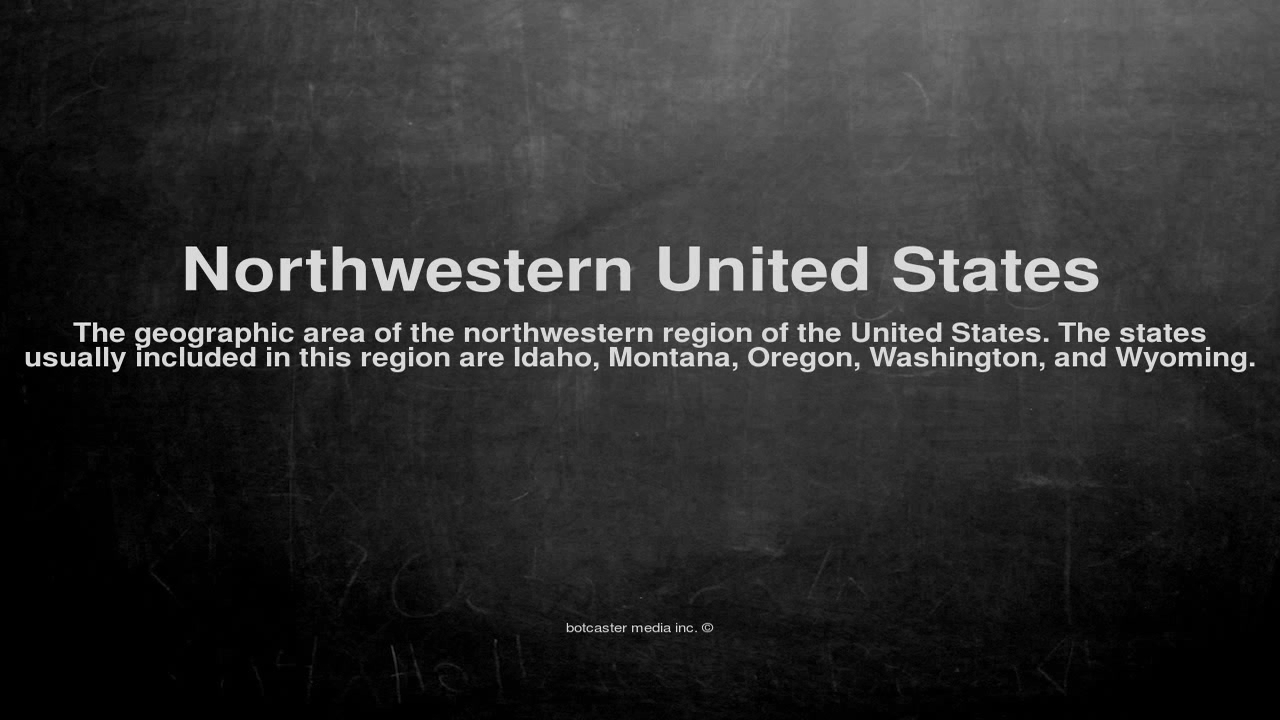 Northwestern United States
The geographic area of the northwestern region of the United States. The states
usually included in this region are Idaho, Montana, Oregon, Washington, and Wyoming.
botcaster media inc. ©